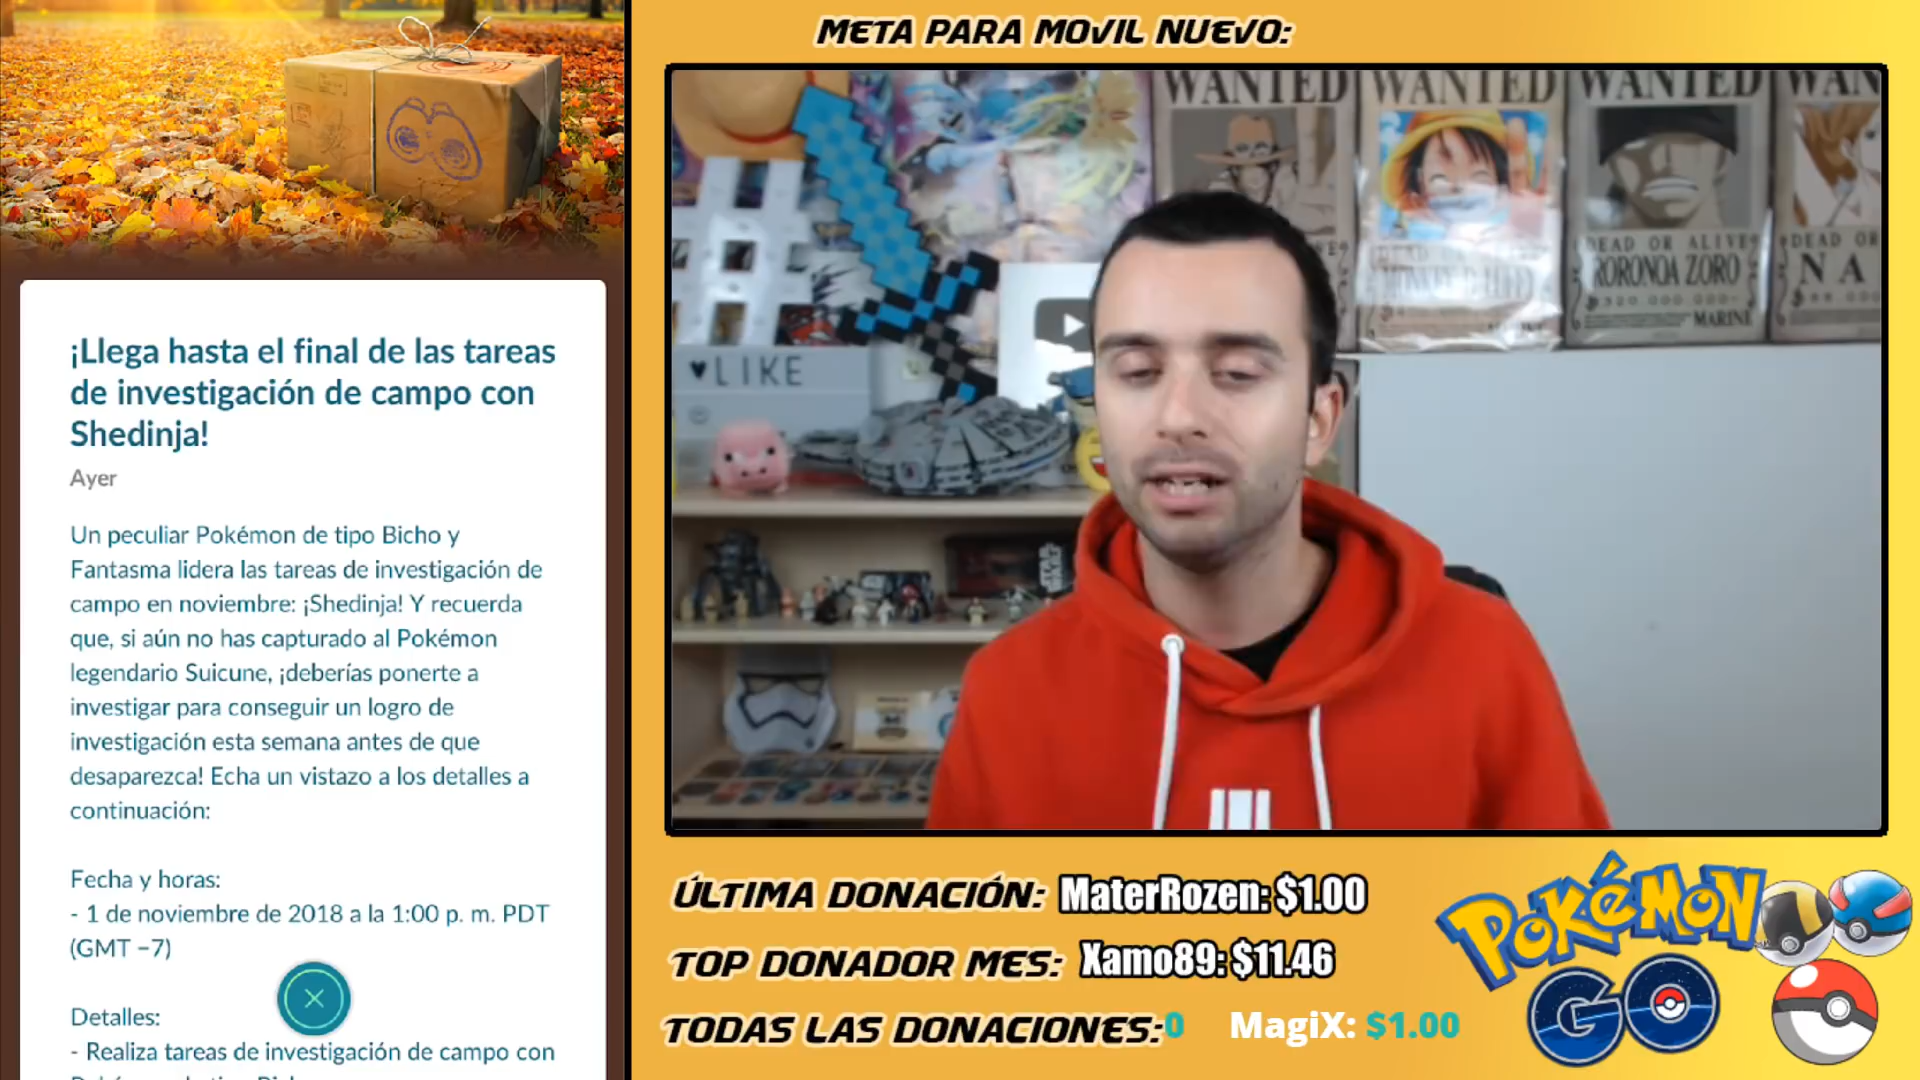 ¡Llega hasta el final de las tareas
de investigación de campo con
Shedinja!
Ayer
Un peculiar Pokémon de tipo Bicho y
Fantasma lidera las tareas de investigación de
campo en noviembre: ¡Shedinja! Y recuerda
que, si aún no has capturado al Pokémon
legendario Suicune, ¡deberías ponerte a
investigar para conseguir un logro de
investigación esta semana antes de que
desaparezca! Echa un vistazo a los detalles a
continuación:
Fecha y horas:
- 1 de noviembre de 2018 a la 1:00 p. m. PDT
(GMT −7)
Detalles:
- Realiza tareas de investigación de campo con
META PARA MOVIL NUEVO:
WANTED
WANTED
WANTED
WAN
DEAD OR ALIVE
RORONOA ZORO
MARINE
DEAD OR
NA
♥LIKE
STAR WARS
ÚLTIMA DONACIÓN: MaterRozen: $1.00
TOP DONADOR MES: Xamo89: $11.46
TODAS LAS DONACIONES:0 MagiX: $1.00
POKÉMON
GO